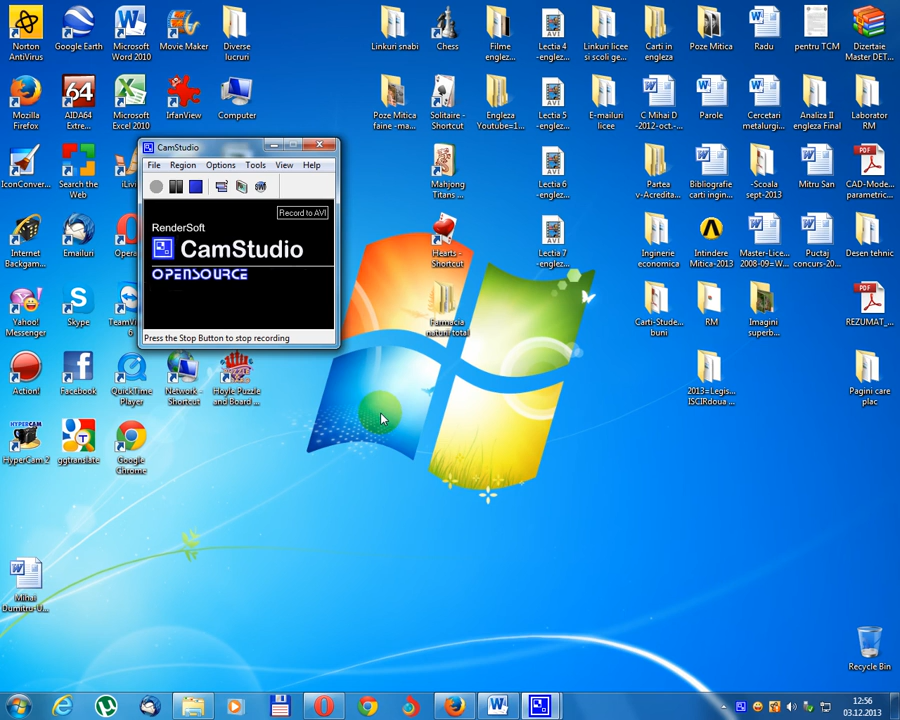 Norton
AntiVirus
Google Earth
Microsoft
Word 2010
Movie Maker
Diverse
lucruri
Linkuri snabi
Chess
Filme
englez...
Lectia 4
-englez...
Linkuri licee
si scoli ge...
Carti in
engleza
Poze Mitica
Radu
pentru TCM
Dizertaie
Master DET...
Mozilla
Firefox
AIDA64
Extre...
64
Microsoft
Excel 2010
IrfanView
Computer
Poze Mitica
faine -ma...
Solitaire -
Shortcut
Engleza
Youtube=1...
Lectia 5
-englez...
E-mailuri
licee
C Mihai D
-2012-oct.-...
Parole
Cercetari
metalurgi...
Analiza II
engleza Final
Laborator
RM
CamStudio
File Region Options Tools View Help
Record to AVI
RenderSoft
CamStudio
OPENSOURCE
Press the Stop Button to stop recording
IconConver...
Search the
Web
iLivi
Mahjong
Titans ...
Lectia 6
-englez...
Partea
v-Acredita...
Bibliografie
carti ingin...
-Scoala
sept-2013
Mitru San
CAD-Mode...
parametric...
Internet
Backgam...
Emailuri
Opera
Hearts -
Shortcut
Lectia 7
-englez...
Inginerie
economica
Intindere
Mitica-2013
Master-Lice...
2008-09=W...
Puctaj
concurs-20...
Desen tehnic
Yahoo!
Messenger
Skype
TeamVi
6
Farmacia
naturii total
Carti-Stude...
buni
RM
Imagini
superb...
REZUMAT_...
Action!
Facebook
QuickTime
Player
Network -
Shortcut
Hoyle Puzzle
and Board ...
2013=Legis...
ISCIRdoua ...
Pagini care
plac
HYPERCAM
HyperCam 2
ggtranslate
Google
Chrome
Mihai
Dumitru-U...
Recycle Bin
12:56
03.12.2013